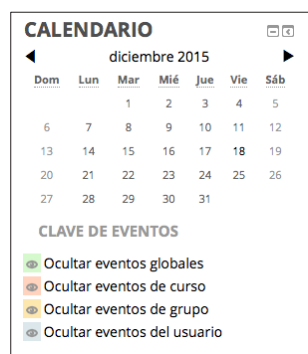 CALENDARIO
diciembre 2015
Dom Lun Mar Mié Jue Vie Sáb
1 2 3 4 5
6 7 8 9 10 11 12
13 14 15 16 17 18 19
20 21 22 23 24 25 26
27 28 29 30 31
CLAVE DE EVENTOS
Ocultar eventos globales
Ocultar eventos de curso
Ocultar eventos de grupo
Ocultar eventos del usuario